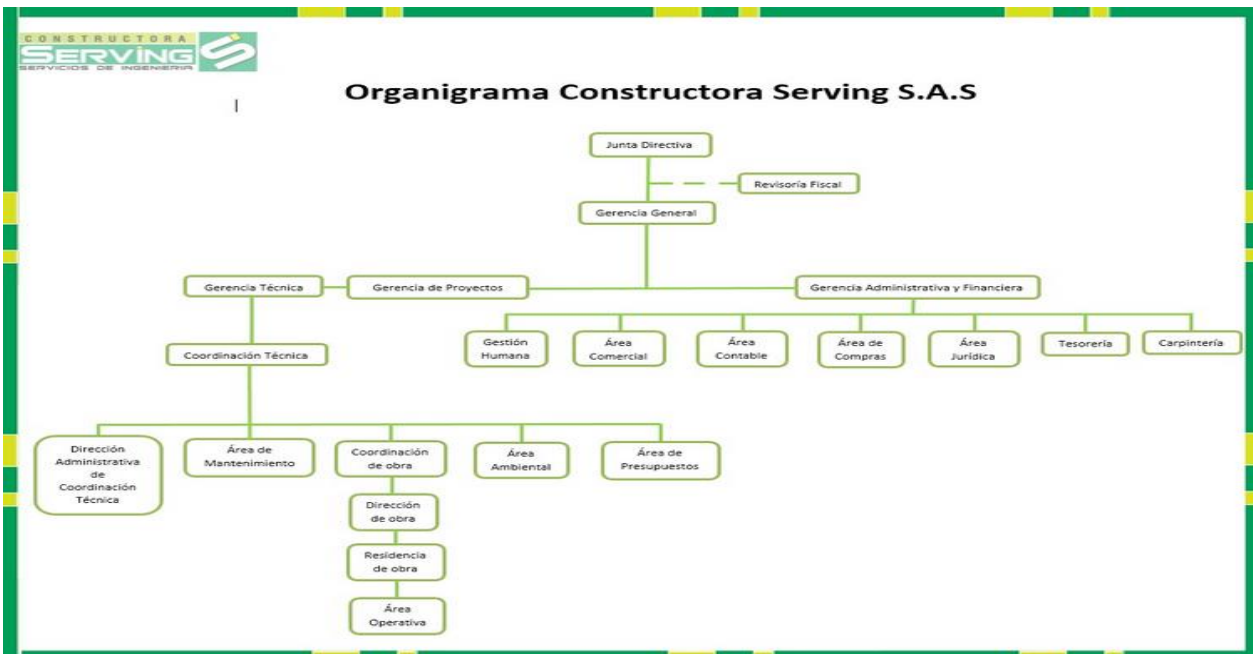 CONSTRUCTORA
SERVING
SERVICIOS DE INGENIERIA
Organigrama Constructora Serving S.A.S
Junta Directiva
Revisoría Fiscal
Gerencia General
Gerencia Técnica
Gerencia de Proyectos
Gerencia Administrativa y Financiera
Gestión
Humana
Área
Comercial
Área
Contable
Área de
Compras
Área
Jurídica
Tesorería
Carpintería
Coordinación Técnica
Dirección
Administrativa
de
Coordinación
Técnica
Área de
Mantenimiento
Coordinación
de obra
Área
Ambiental
Área de
Presupuestos
Dirección
de obra
Residencia
de obra
Área
Operativa